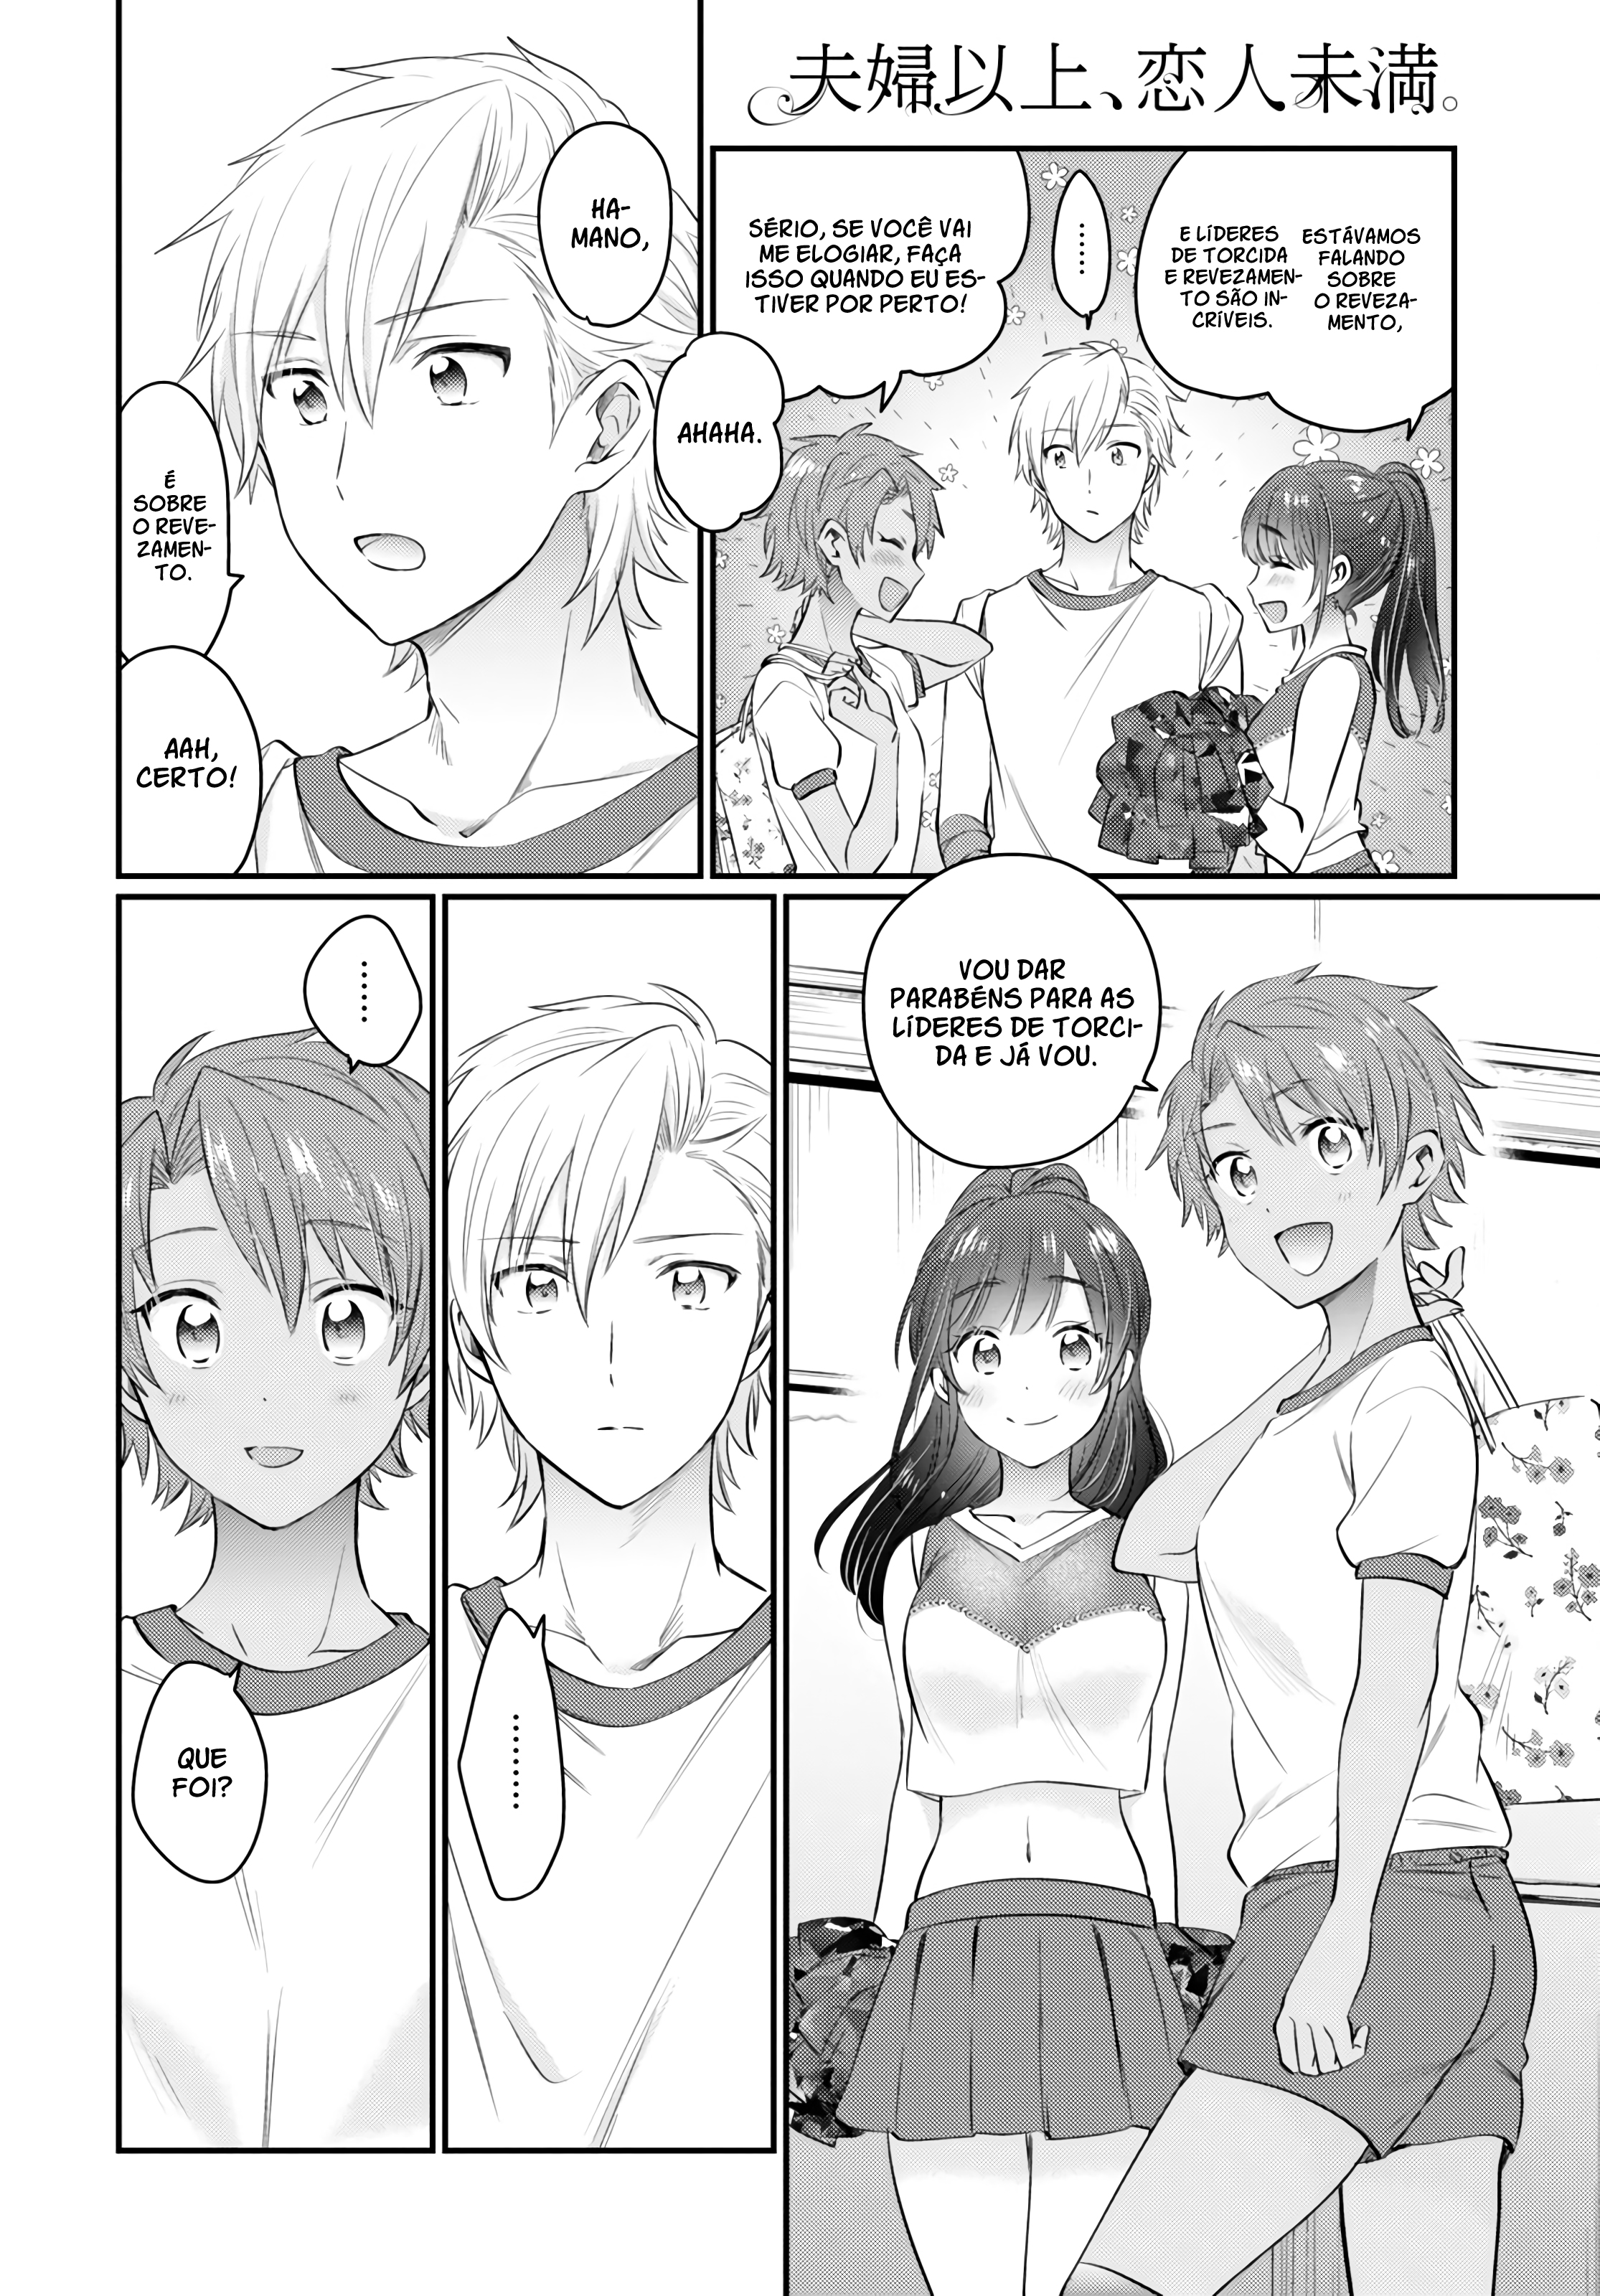 夫婦以上、恋人未満。
ESTÁVAMOS
FALANDO
SOBRE
O REVEZA-
MENTO,
E LÍDERES
DE TORCIDA
E REVEZAMEN-
TO SÃO IN-
CRÍVEIS.
......
SÉRIO, SE VOCÊ VAI
ME ELOGIAR, FAÇA
ISSO QUANDO EU ES-
TIVER POR PERTO!
AHAHA.
HA-
MANO,
É
SOBRE
O REVE-
ZAMEN-
TO.
AAH,
CERTO!
VOU DAR
PARABÉNS PARA AS
LÍDERES DE TORCI-
DA E JÁ VOU.
.........
.......
QUE
FOI?